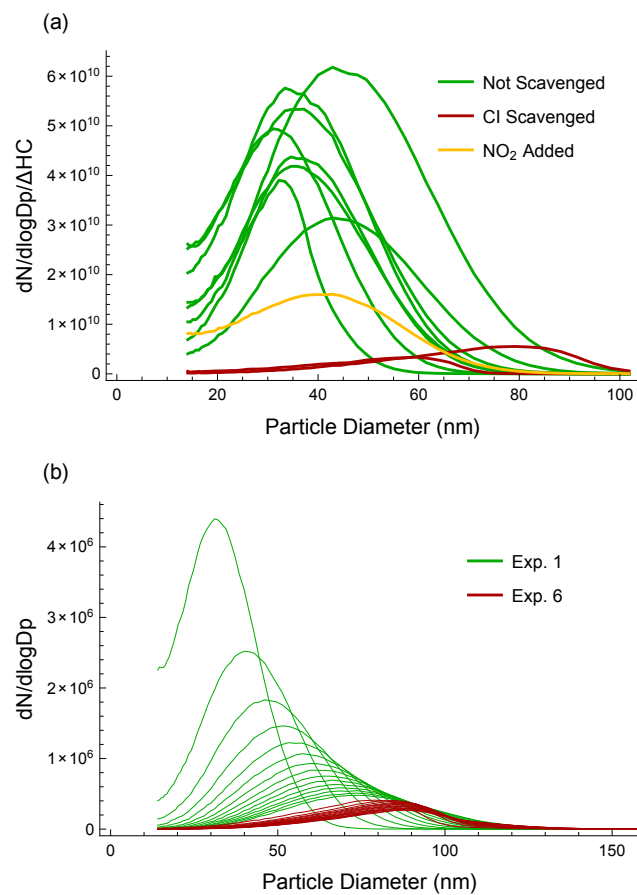 (a)
dN/dlogDp/ΔHC
6×10¹⁰
5×10¹⁰
4×10¹⁰
3×10¹⁰
2×10¹⁰
1×10¹⁰
0
Not Scavenged
CI Scavenged
NO₂ Added
0 20 40 60 80 100
Particle Diameter (nm)
(b)
dN/dlogDp
4×10⁶
3×10⁶
2×10⁶
1×10⁶
0
Exp. 1
Exp. 6
0 50 100 150
Particle Diameter (nm)